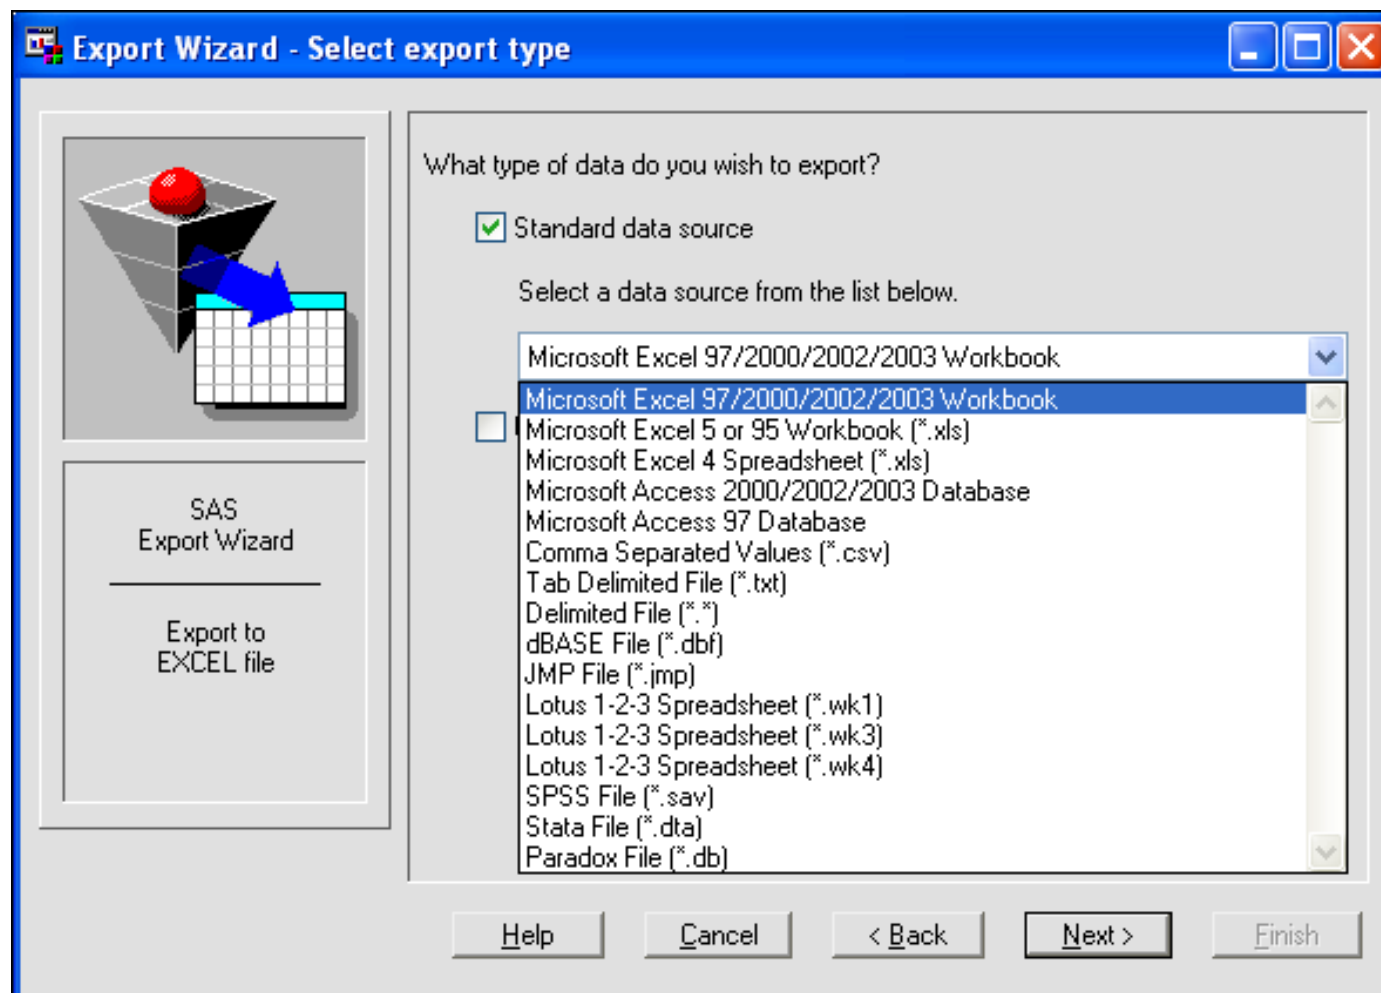 Export Wizard - Select export type
What type of data do you wish to export?
Standard data source
Select a data source from the list below.
Microsoft Excel 97/2000/2002/2003 Workbook
Microsoft Excel 97/2000/2002/2003 Workbook
Microsoft Excel 5 or 95 Workbook (*.xls)
Microsoft Excel 4 Spreadsheet (*.xls)
Microsoft Access 2000/2002/2003 Database
Microsoft Access 97 Database
Comma Separated Values (*.csv)
Tab Delimited File (*.txt)
Delimited File (*.*)
dBASE File (*.dbf)
JMP File (*.jmp)
Lotus 1-2-3 Spreadsheet (*.wk1)
Lotus 1-2-3 Spreadsheet (*.wk3)
Lotus 1-2-3 Spreadsheet (*.wk4)
SPSS File (*.sav)
Stata File (*.dta)
Paradox File (*.db)
SAS
Export Wizard
Export to
EXCEL file
Help Cancel < Back Next > Finish